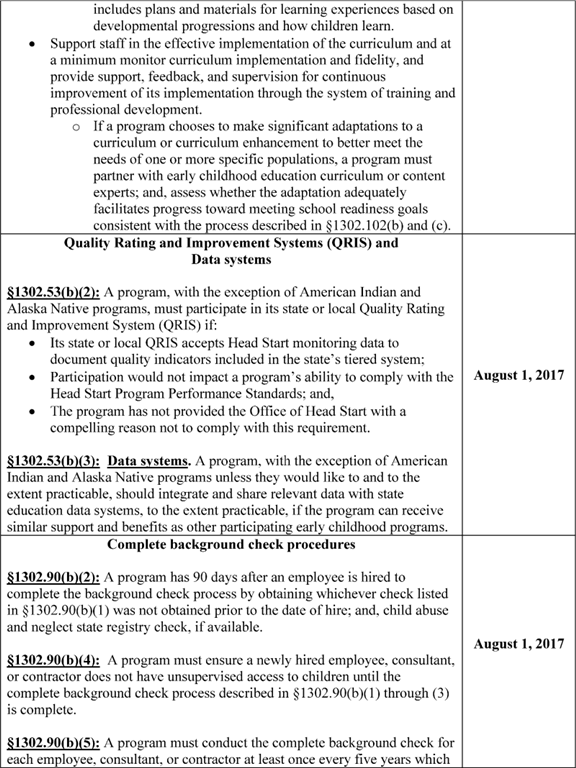 includes plans and materials for learning experiences based on
developmental progressions and how children learn.
• Support staff in the effective implementation of the curriculum and at
a minimum monitor curriculum implementation and fidelity, and
provide support, feedback, and supervision for continuous
improvement of its implementation through the system of training and
professional development.
o If a program chooses to make significant adaptations to a
curriculum or curriculum enhancement to better meet the
needs of one or more specific populations, a program must
partner with early childhood education curriculum or content
experts; and, assess whether the adaptation adequately
facilitates progress toward meeting school readiness goals
consistent with the process described in §1302.102(b) and (c).
Quality Rating and Improvement Systems (QRIS) and
Data systems
§1302.53(b)(2): A program, with the exception of American Indian and
Alaska Native programs, must participate in its state or local Quality Rating
and Improvement System (QRIS) if:
• Its state or local QRIS accepts Head Start monitoring data to
document quality indicators included in the state's tiered system;
• Participation would not impact a program's ability to comply with the
Head Start Program Performance Standards; and,
• The program has not provided the Office of Head Start with a
compelling reason not to comply with this requirement.
§1302.53(b)(3): Data systems. A program, with the exception of American
Indian and Alaska Native programs unless they would like to and to the
extent practicable, should integrate and share relevant data with state
education data systems, to the extent practicable, if the program can receive
similar support and benefits as other participating early childhood programs.
August 1, 2017
Complete background check procedures
§1302.90(b)(2): A program has 90 days after an employee is hired to
complete the background check process by obtaining whichever check listed
in §1302.90(b)(1) was not obtained prior to the date of hire; and, child abuse
and neglect state registry check, if available.
§1302.90(b)(4): A program must ensure a newly hired employee, consultant,
or contractor does not have unsupervised access to children until the
complete background check process described in §1302.90(b)(1) through (3)
is complete.
§1302.90(b)(5): A program must conduct the complete background check for
each employee, consultant, or contractor at least once every five years which
August 1, 2017